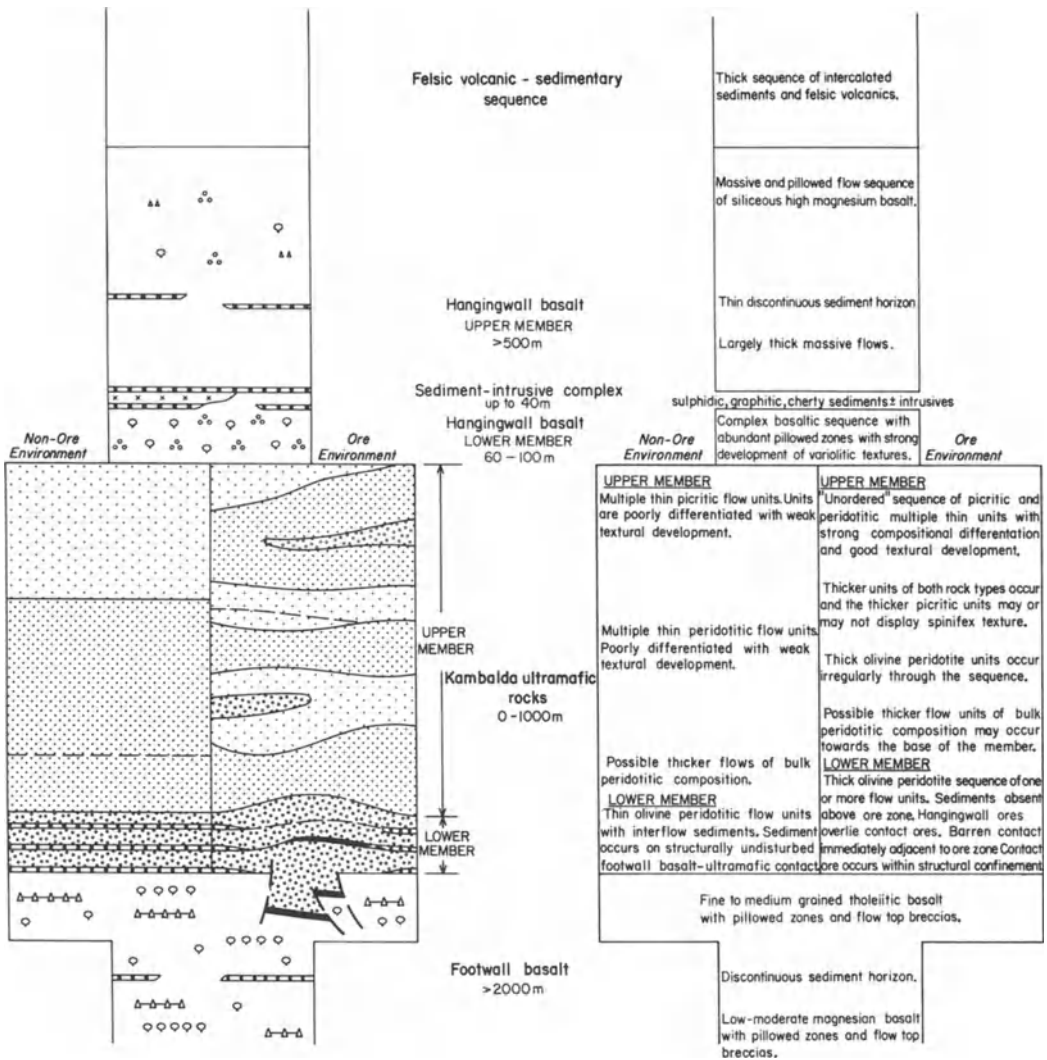 Felsic volcanic - sedimentary
sequence
Hangingwall basalt
UPPER MEMBER
>500m
Sediment-intrusive complex
up to 40m
Hangingwall basalt
LOWER MEMBER
60-100m
Non-Ore
Environment
Ore
Environment
UPPER
MEMBER
Kambalda ultramafic
rocks
0-1000m
LOWER
MEMBER
Footwall basalt
>2000m
Thick sequence of intercalated
sediments and felsic volcanics.
Massive and pillowed flow sequence
of siliceous high magnesium basalt.
Thin discontinuous sediment horizon
Largely thick massive flows.
sulphidic, graphitic, cherty sediments ± intrusives
Complex basaltic sequence with
abundant pillowed zones with strong
development of variolitic textures.
Non-Ore
Environment
Ore
Environment
UPPER MEMBER
Multiple thin picritic flow units. Units
are poorly differentiated with weak
textural development.
Multiple thin peridotitic flow units.
Poorly differentiated with weak
textural development.
Possible thicker flows of bulk
peridotitic composition.
LOWER MEMBER
Thin olivine peridotitic flow units
with interflow sediments. Sediment
occurs on structurally undisturbed
footwall basalt-ultramafic contact
UPPER MEMBER
"Unordered" sequence of picritic and
peridotitic multiple thin units with
strong compositional differentation
and good textural development.
Thicker units of both rock types occur
and the thicker picritic units may or
may not display spinifex texture.
Thick olivine peridotite units occur
irregularly through the sequence.
Possible thicker flow units of bulk
peridotitic composition may occur
towards the base of the member.
LOWER MEMBER
Thick olivine peridotite sequence of one
or more flow units. Sediments absent
above ore zone. Hangingwall ores
overlie contact ores. Barren contact
immediately adjacent to ore zone Contact
ore occurs within structural confinement
Fine to medium grained tholeiitic basalt
with pillowed zones and flow top breccias.
Discontinuous sediment horizon.
Low-moderate magnesian basalt
with pillowed zones and flow top
breccias.